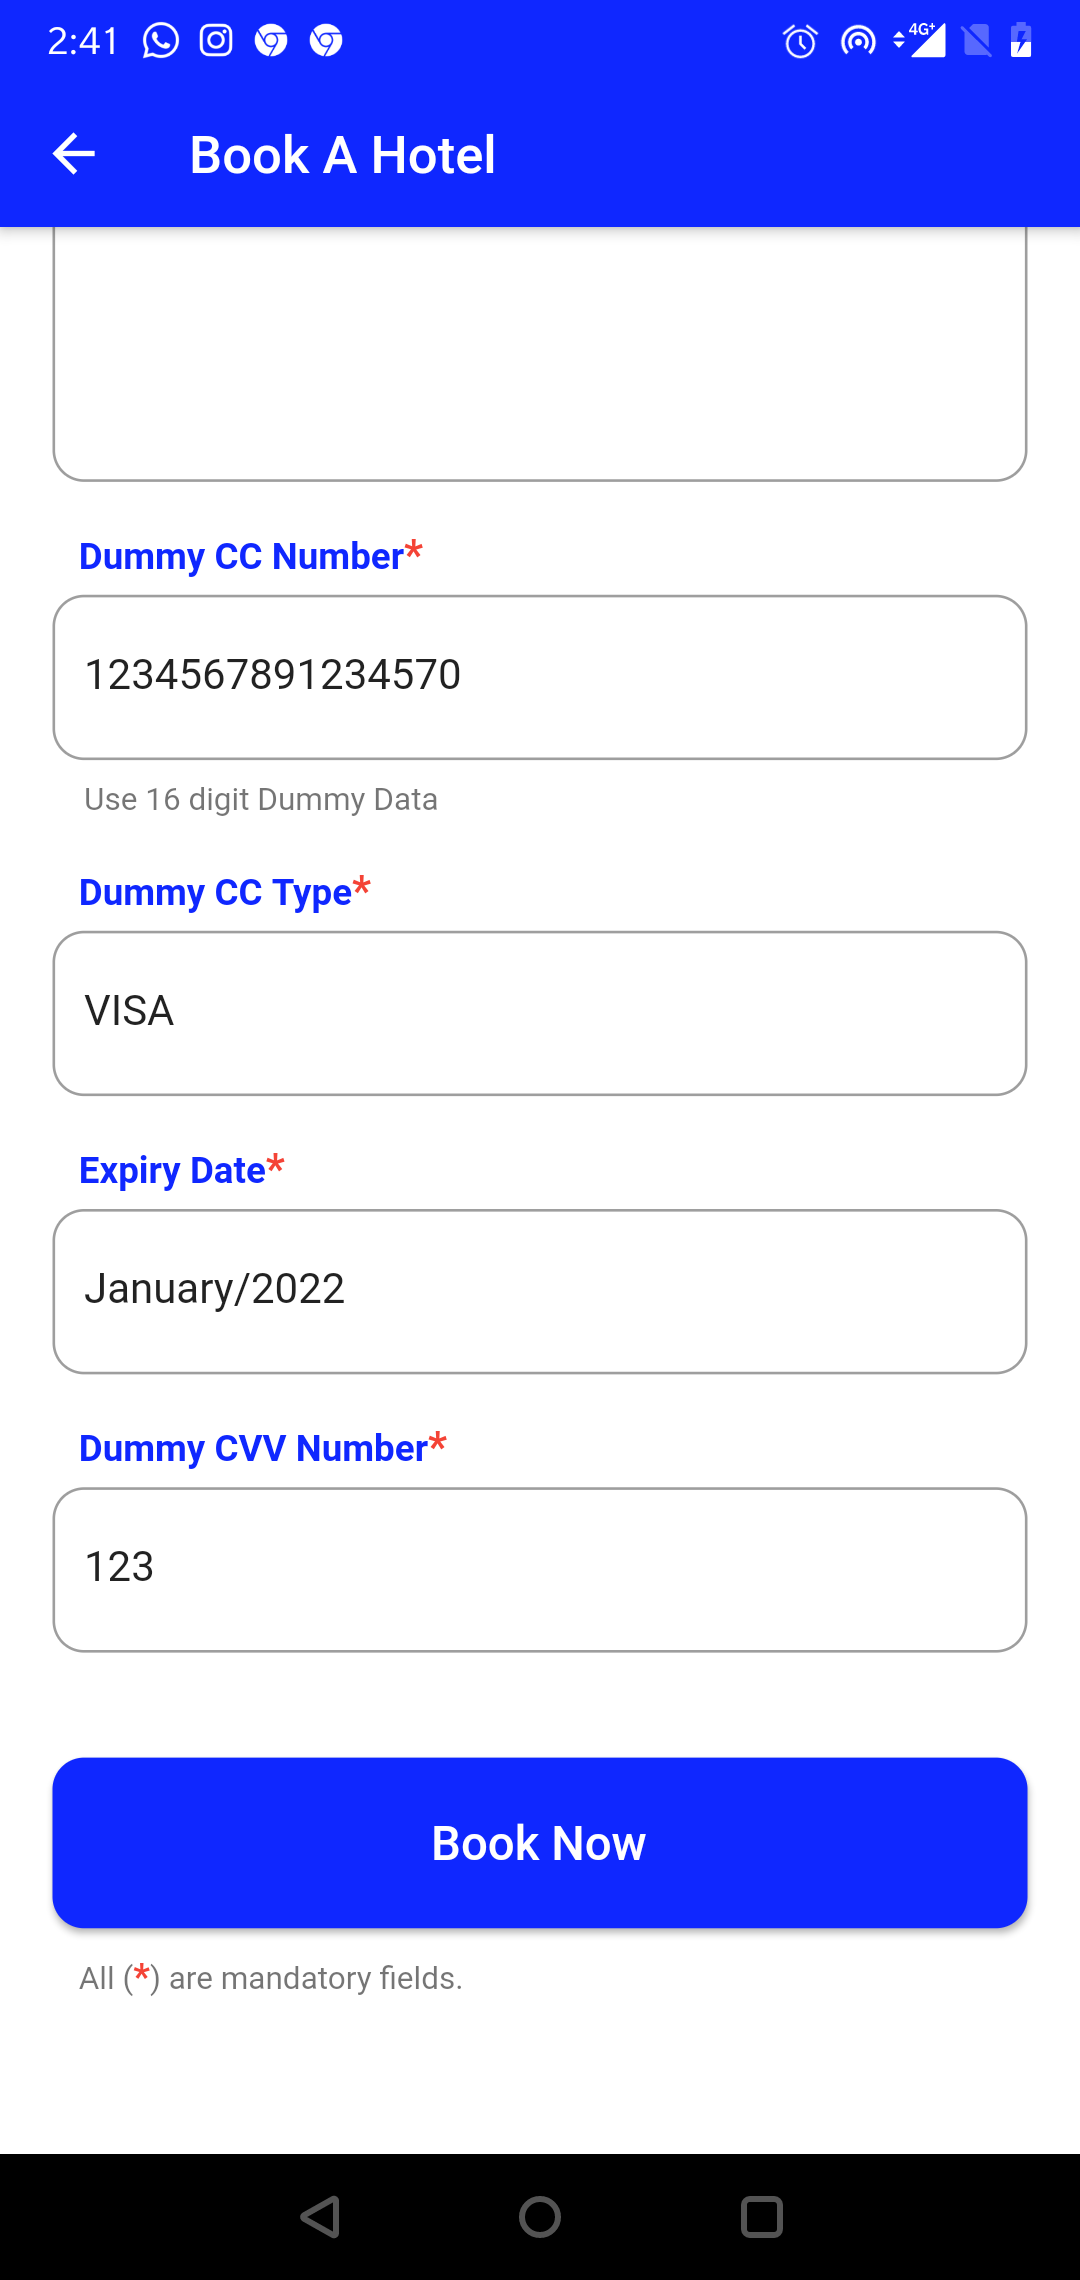 2:41
4G+
Book A Hotel
Dummy CC Number*
1234567891234570
Use 16 digit Dummy Data
Dummy CC Type*
VISA
Expiry Date*
January/2022
Dummy CVV Number*
123
Book Now
All (*) are mandatory fields.